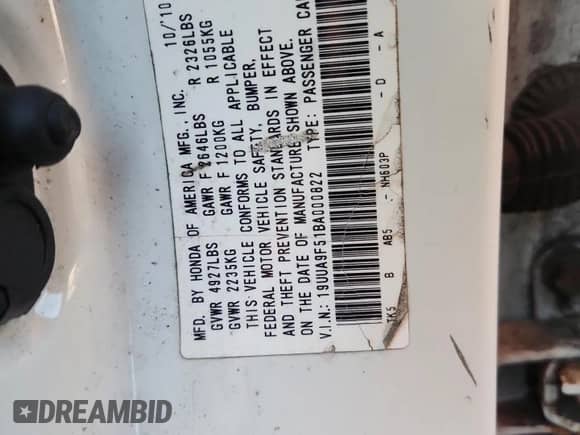 MFD. BY HONDA OF AMERICA MFG., INC. 10/'10
GVWR 4927LBS GAWR F 2646LBS R 2326LBS
GVWR 2235KG GAWR F 1200KG R 1055KG
THIS VEHICLE CONFORMS TO ALL APPLICABLE
FEDERAL MOTOR VEHICLE SAFETY, BUMPER,
AND THEFT PREVENTION STANDARDS IN EFFECT
ON THE DATE OF MANUFACTURE SHOWN ABOVE.
V.I.N.: 19UUA9F51BA000822 TYPE: PASSENGER CA
TK5 B AB5 - NH603P - D - A
DREAMBID